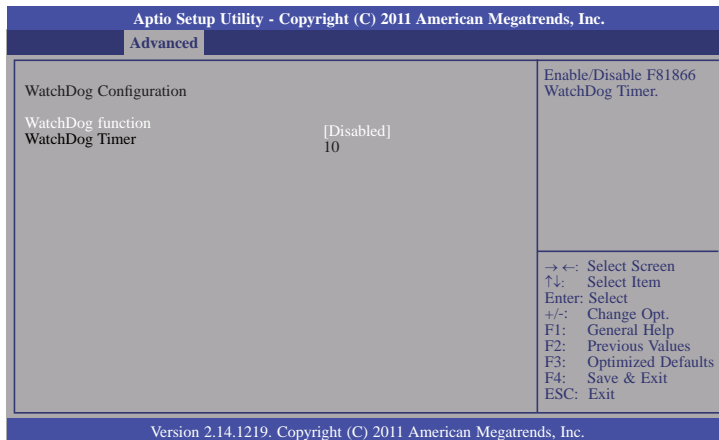 Aptio Setup Utility - Copyright (C) 2011 American Megatrends, Inc.
Advanced
WatchDog Configuration
WatchDog function [Disabled]
WatchDog Timer 10
Enable/Disable F81866
WatchDog Timer.
→ ←: Select Screen
↑↓: Select Item
Enter: Select
+/-: Change Opt.
F1: General Help
F2: Previous Values
F3: Optimized Defaults
F4: Save & Exit
ESC: Exit
Version 2.14.1219. Copyright (C) 2011 American Megatrends, Inc.